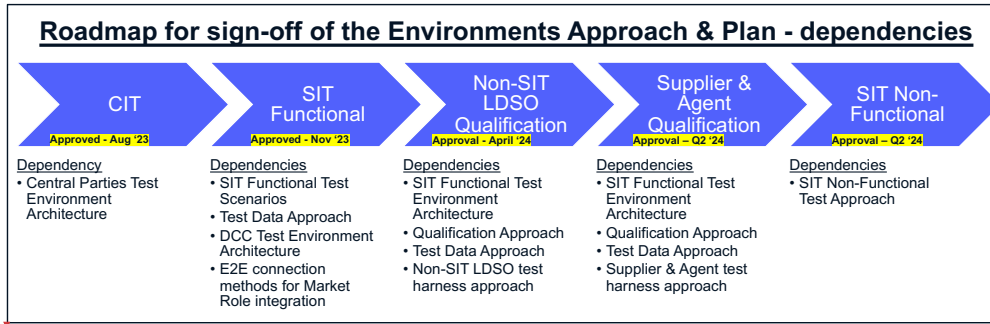 Roadmap for sign-off of the Environments Approach & Plan - dependencies
CIT
Approved - Aug ‘23
Dependency
• Central Parties Test
Environment
Architecture
SIT
Functional
Approved - Nov ‘23
Dependencies
• SIT Functional Test
Scenarios
• Test Data Approach
• DCC Test Environment
Architecture
• E2E connection
methods for Market
Role integration
Non-SIT
LDSO
Qualification
Approval - April ‘24
Dependencies
• SIT Functional Test
Environment
Architecture
• Qualification Approach
• Test Data Approach
• Non-SIT LDSO test
harness approach
Supplier &
Agent
Qualification
Approval – Q2 ‘24
Dependencies
• SIT Functional Test
Environment
Architecture
• Qualification Approach
• Test Data Approach
• Supplier & Agent test
harness approach
SIT Non-
Functional
Approval – Q2 ‘24
Dependencies
• SIT Non-Functional
Test Approach